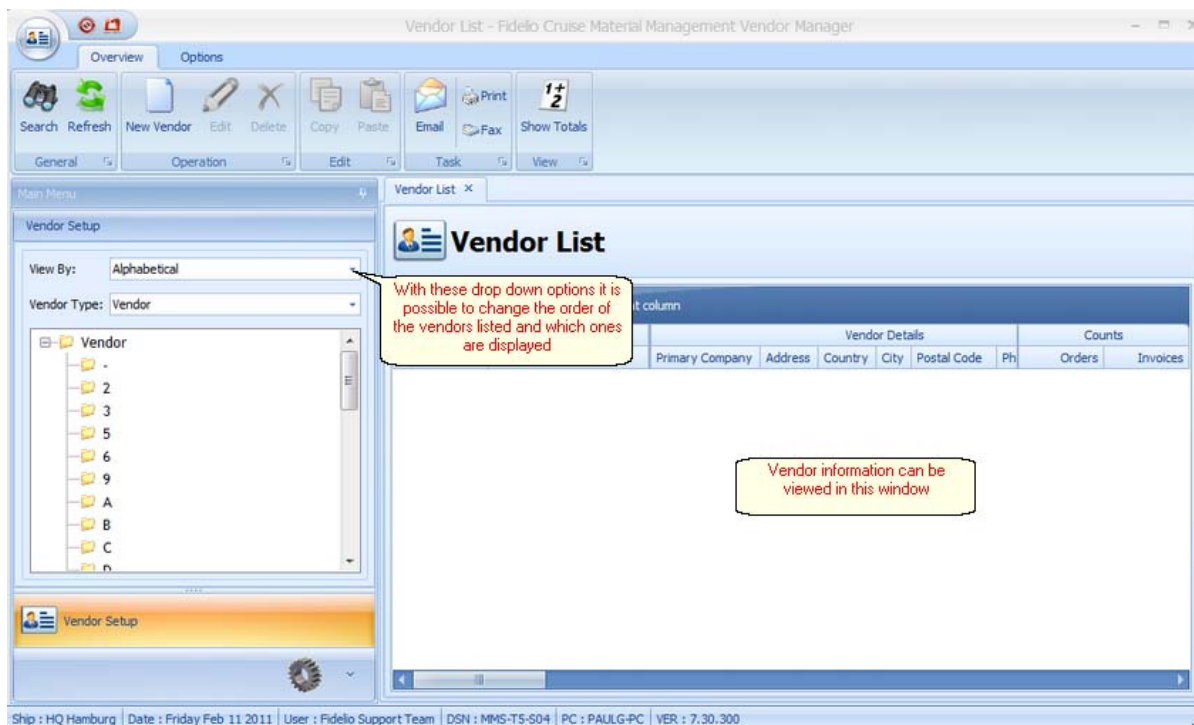 Vendor List - Fidelio Cruise Material Management Vendor Manager
Overview Options
Search Refresh New Vendor Edit Delete Copy Paste Email Print Fax 1+2 Show Totals
General Operation Edit Task View
Main Menu
Vendor List ×
Vendor Setup
Vendor List
View By: Alphabetical
Vendor Type: Vendor
With these drop down options it is
possible to change the order of
the vendors listed and which ones
are displayed
column
Vendor Details Counts
Primary Company Address Country City Postal Code Ph Orders Invoices
Vendor
-
2
3
5
6
9
A
B
C
D
Vendor information can be
viewed in this window
Vendor Setup
Ship : HQ Hamburg Date : Friday Feb 11 2011 User : Fidelio Support Team DSN : MMS-T5-S04 PC : PAULG-PC VER : 7.30.300